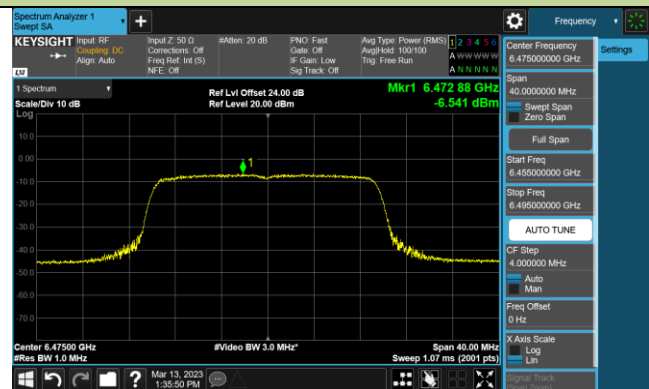 Spectrum Analyzer 1
Swept SA
+
Frequency
KEYSIGHT
Input: RF
Coupling: DC
Align: Auto
Input Z: 50 Ω
Corrections: Off
Freq Ref: Int (S)
NFE: Off
#Atten: 20 dB
PNO: Fast
Gate: Off
IF Gain: Low
Sig Track: Off
Avg Type: Power (RMS)
Avg|Hold: 100/100
Trig: Free Run
1 2 3 4 5 6
A W W W W W
A N N N N N
LXI
Center Frequency
6.475000000 GHz
Settings
1 Spectrum
Scale/Div 10 dB
Ref Lvl Offset 24.00 dB
Ref Level 20.00 dBm
Mkr1 6.472 88 GHz
-6.541 dBm
Span
40.0000000 MHz
Swept Span
Zero Span
Full Span
Start Freq
6.455000000 GHz
Stop Freq
6.495000000 GHz
AUTO TUNE
CF Step
4.000000 MHz
Auto
Man
Freq Offset
0 Hz
X Axis Scale
Log
Lin
Signal Track
Log
10.0
0.00
-10.0
-20.0
-30.0
-40.0
-50.0
-60.0
-70.0
1
Center 6.47500 GHz
#Res BW 1.0 MHz
#Video BW 3.0 MHz*
Span 40.00 MHz
Sweep 1.07 ms (2001 pts)
?
Mar 13, 2023
1:35:50 PM